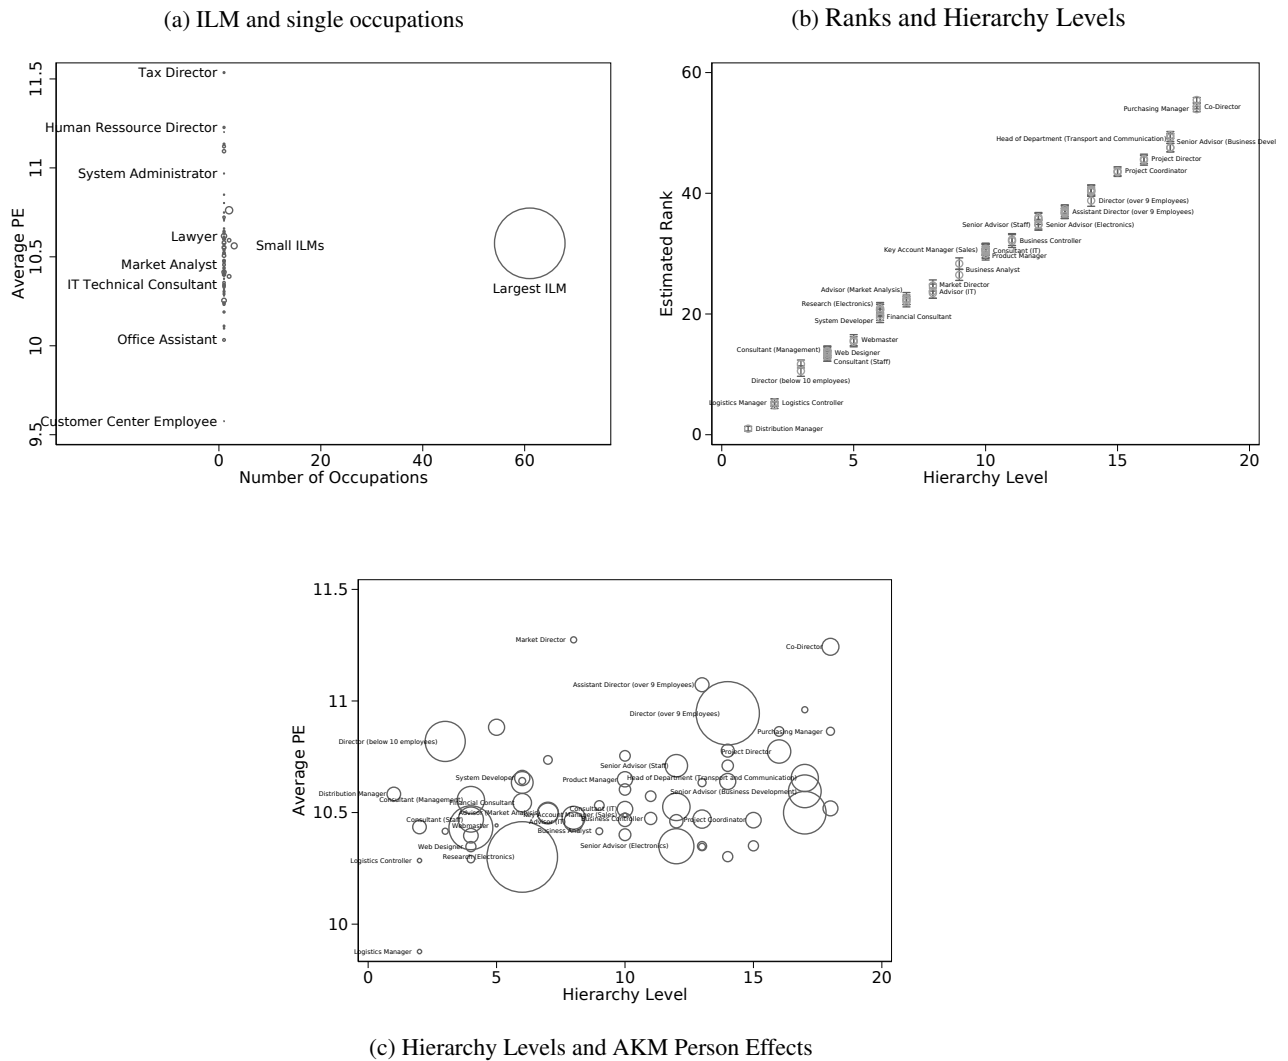 (a) ILM and single occupations
11.5
11
10.5
10
9.5
Average PE
Tax Director
Human Ressource Director
System Administrator
Lawyer
Small ILMs
Market Analyst
IT Technical Consultant
Largest ILM
Office Assistant
Customer Center Employee
0
20
40
60
Number of Occupations
(b) Ranks and Hierarchy Levels
60
40
20
0
Estimated Rank
Purchasing Manager
Co-Director
Head of Department (Transport and Communication)
Senior Advisor (Business Devel
Project Director
Project Coordinator
Director (over 9 Employees)
Assistant Director (over 9 Employees)
Senior Advisor (Staff)
Senior Advisor (Electronics)
Business Controller
Key Account Manager (Sales)
Consultant (IT)
Product Manager
Business Analyst
Market Director
Advisor (Market Analysis)
Advisor (IT)
Research (Electronics)
System Developer
Financial Consultant
Webmaster
Consultant (Management)
Web Designer
Consultant (Staff)
Director (below 10 employees)
Logistics Manager
Logistics Controller
Distribution Manager
0
5
10
15
20
Hierarchy Level
11.5
11
10.5
10
Average PE
Market Director
Co-Director
Assistant Director (over 9 Employees)
Director (over 9 Employees)
Purchasing Manager
Director (below 10 employees)
Project Director
Senior Advisor (Staff)
System Developer
Product Manager
Head of Department (Transport and Communication)
Distribution Manager
Senior Advisor (Business Development)
Consultant (Management)
Financial Consultant
Consultant (IT)
Advisor (Market Analysis)
Key Account Manager (Sales)
Consultant (Staff)
Advisor (IT)
Business Controller
Project Coordinator
Webmaster
Business Analyst
Web Designer
Senior Advisor (Electronics)
Research (Electronics)
Logistics Controller
Logistics Manager
0
5
10
15
20
Hierarchy Level
(c) Hierarchy Levels and AKM Person Effects